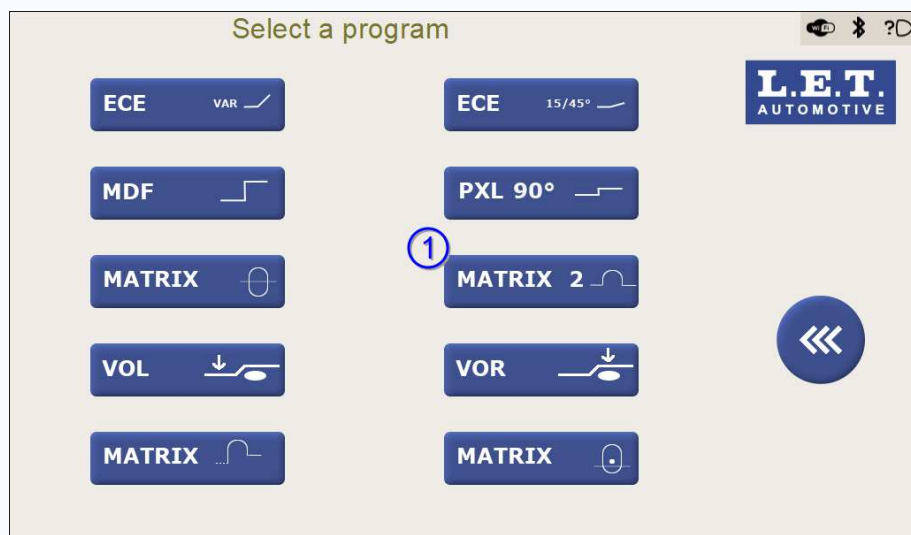 Select a program
WiFi ?
L.E.T.
AUTOMOTIVE
ECE VAR
ECE 15/45°
MDF
PXL 90°
1
MATRIX
MATRIX 2
VOL
VOR
MATRIX
MATRIX